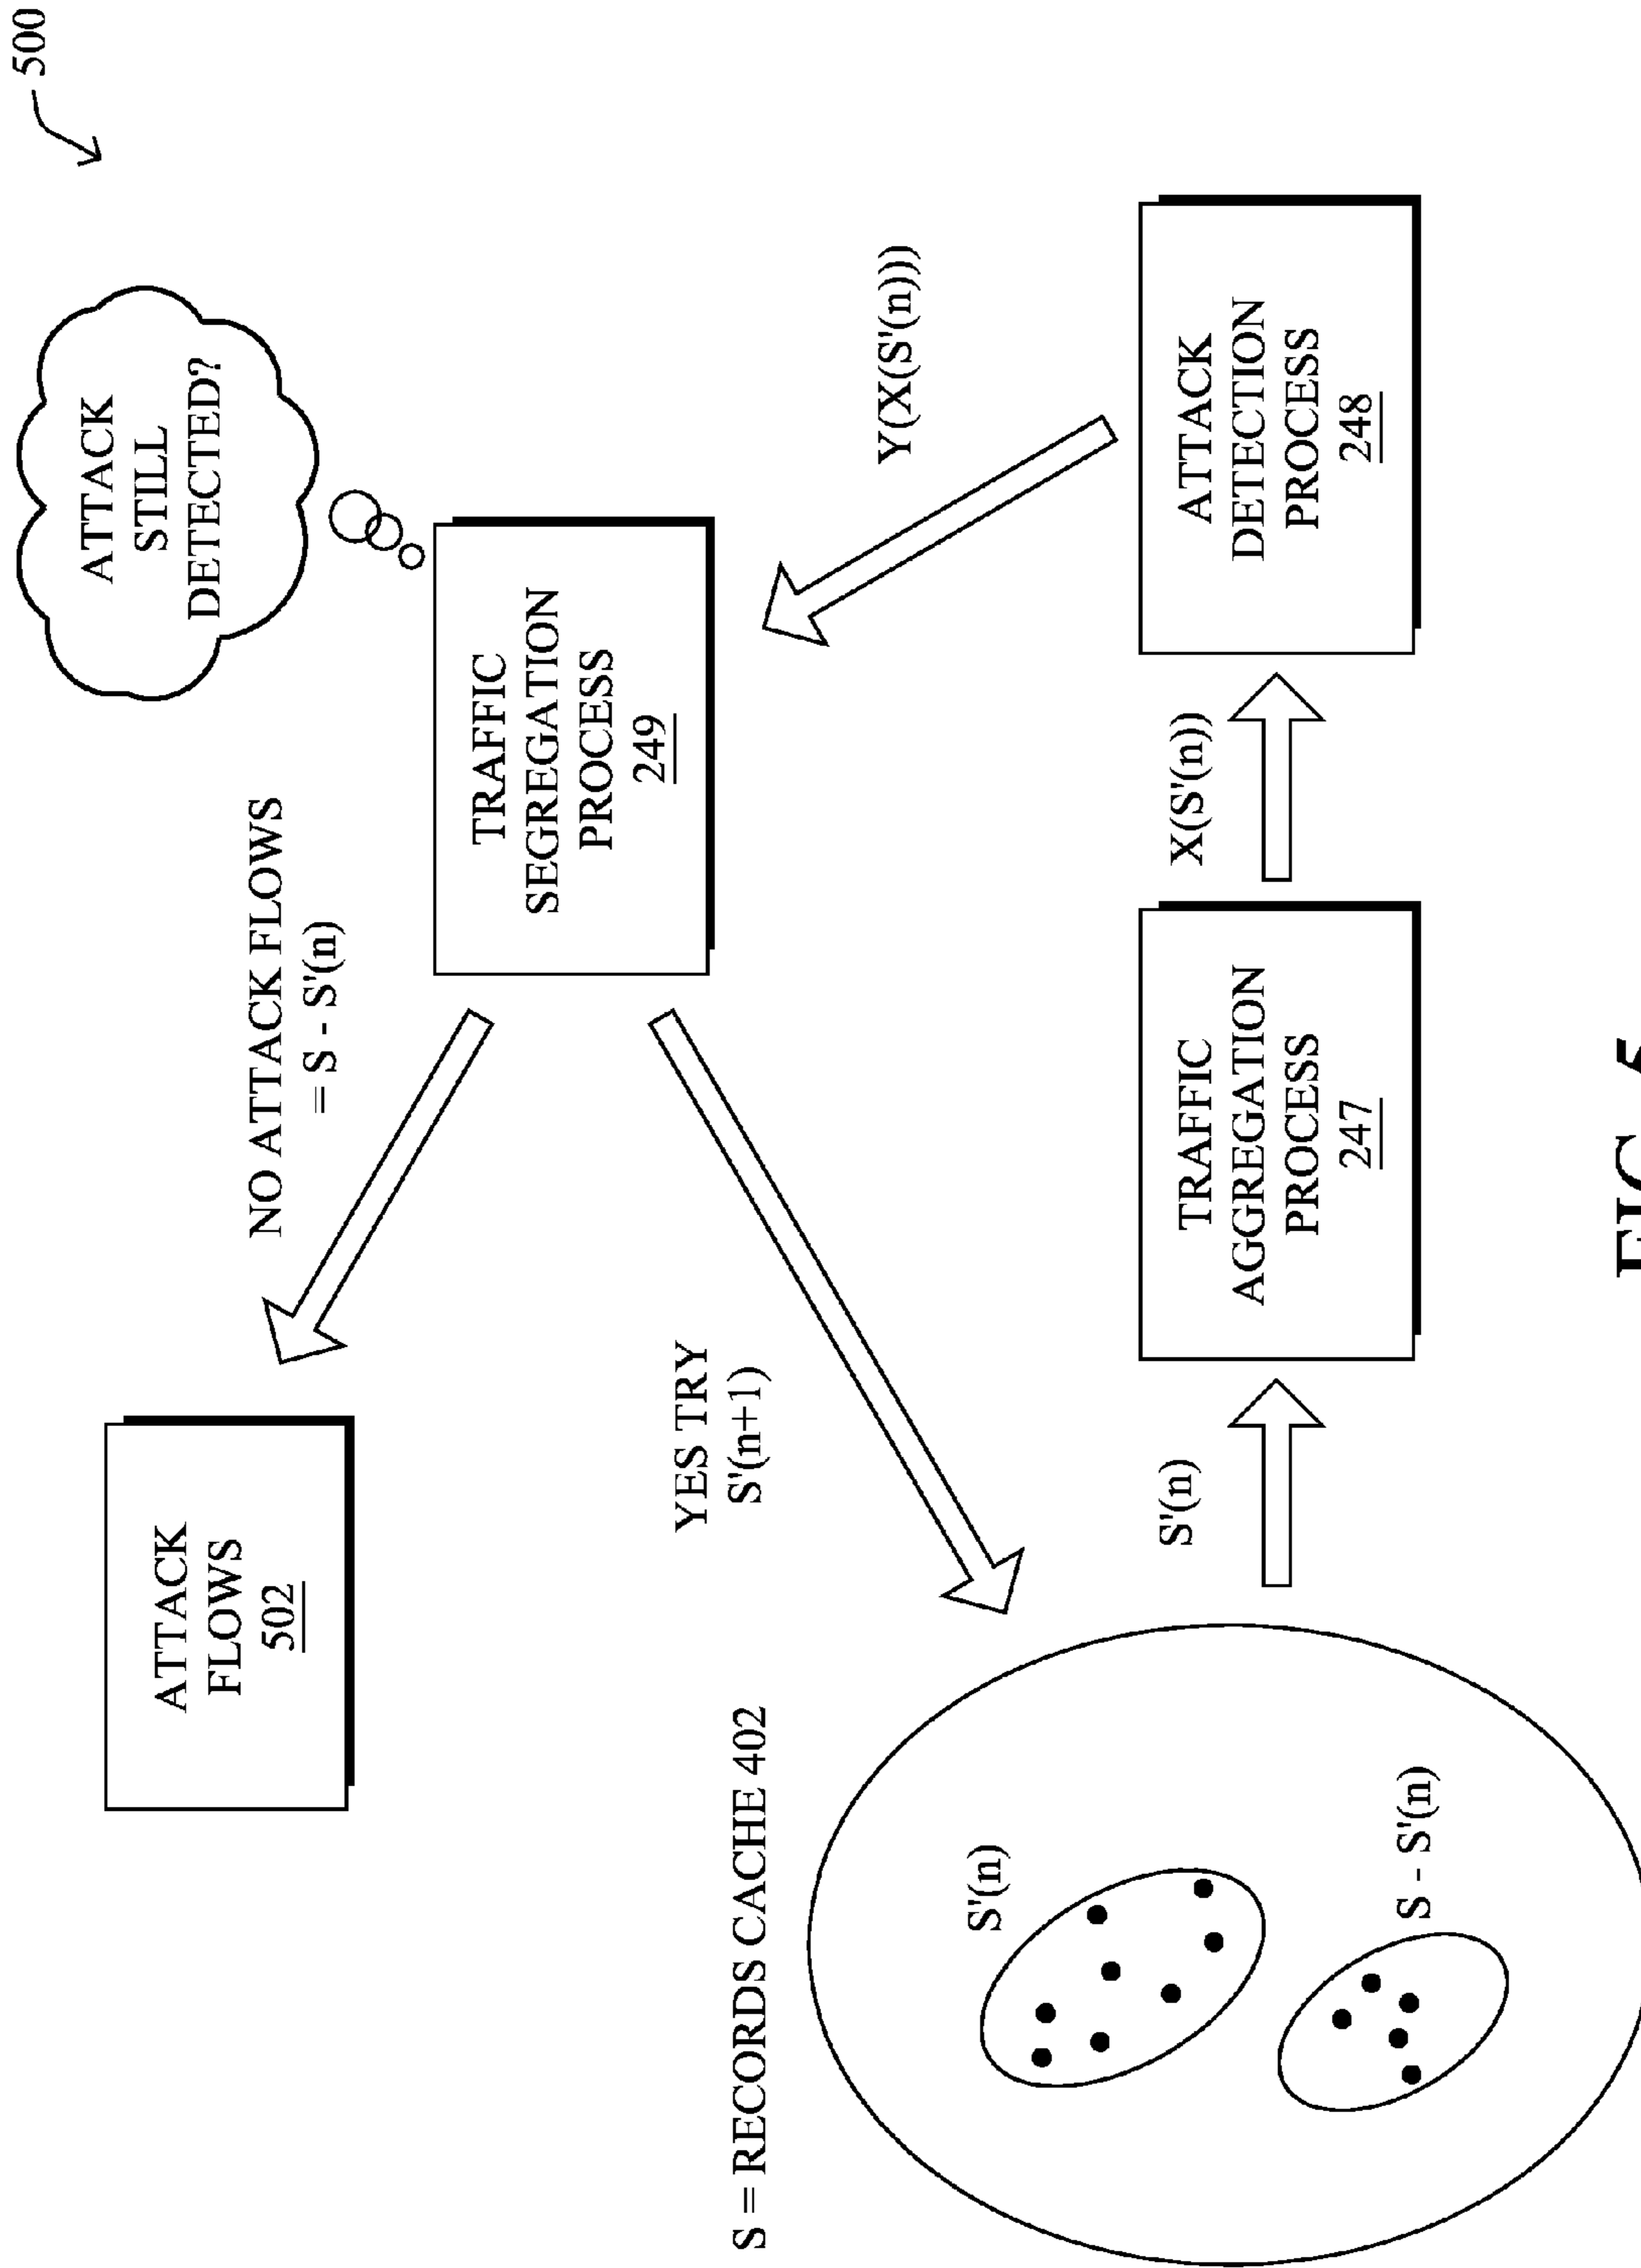 500
ATTACK
STILL
DETECTED?
ATTACK
FLOWS
502
NO ATTACK FLOWS
= S - S'(n)
TRAFFIC
SEGREGATION
PROCESS
249
YES TRY
S'(n+1)
Y(X(S'(n)))
S = RECORDS CACHE 402
S'(n)
S - S'(n)
S'(n)
TRAFFIC
AGGREGATION
PROCESS
247
X(S'(n))
ATTACK
DETECTION
PROCESS
248
FIG. 5